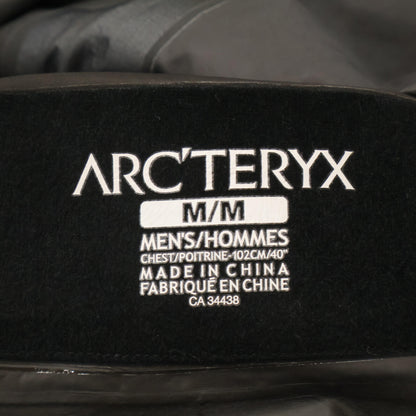 ARC'TERYX
M/M
MEN'S/HOMMES
CHEST/POITRINE-102CM/40"
MADE IN CHINA
FABRIQUÉ EN CHINE
CA 34438